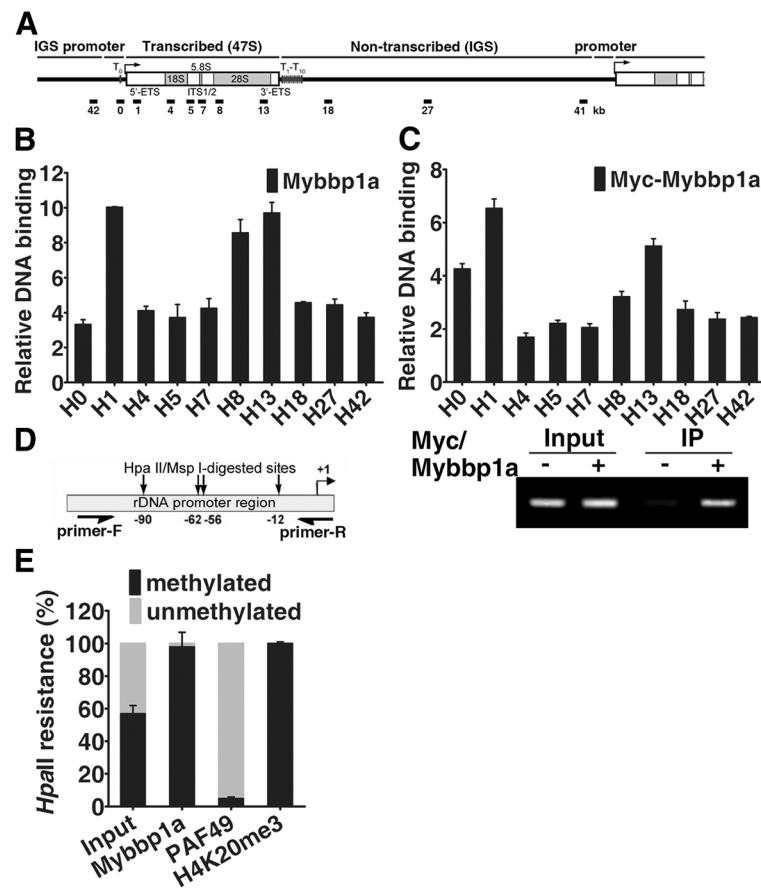 A
IGS promoter Transcribed (47S) Non-transcribed (IGS) promoter
T0 5.8S T1-T10
18S 28S
5'-ETS ITS1/2 3'-ETS
42 0 1 4 5 7 8 13 18 27 41 kb
B
Mybbp1a
Relative DNA binding
12
10
8
6
4
2
0
H0 H1 H4 H5 H7 H8 H13 H18 H27 H42
C
Myc-Mybbp1a
Relative DNA binding
8
6
4
2
0
H0 H1 H4 H5 H7 H8 H13 H18 H27 H42
Myc/ Input IP
Mybbp1a - + - +
D
Hpa II/Msp I-digested sites +1
rDNA promoter region
-90 -62 -56 -12
primer-F primer-R
E
methylated
unmethylated
HpaII resistance (%)
120
100
80
60
40
20
0
Input Mybbp1a PAF49 H4K20me3